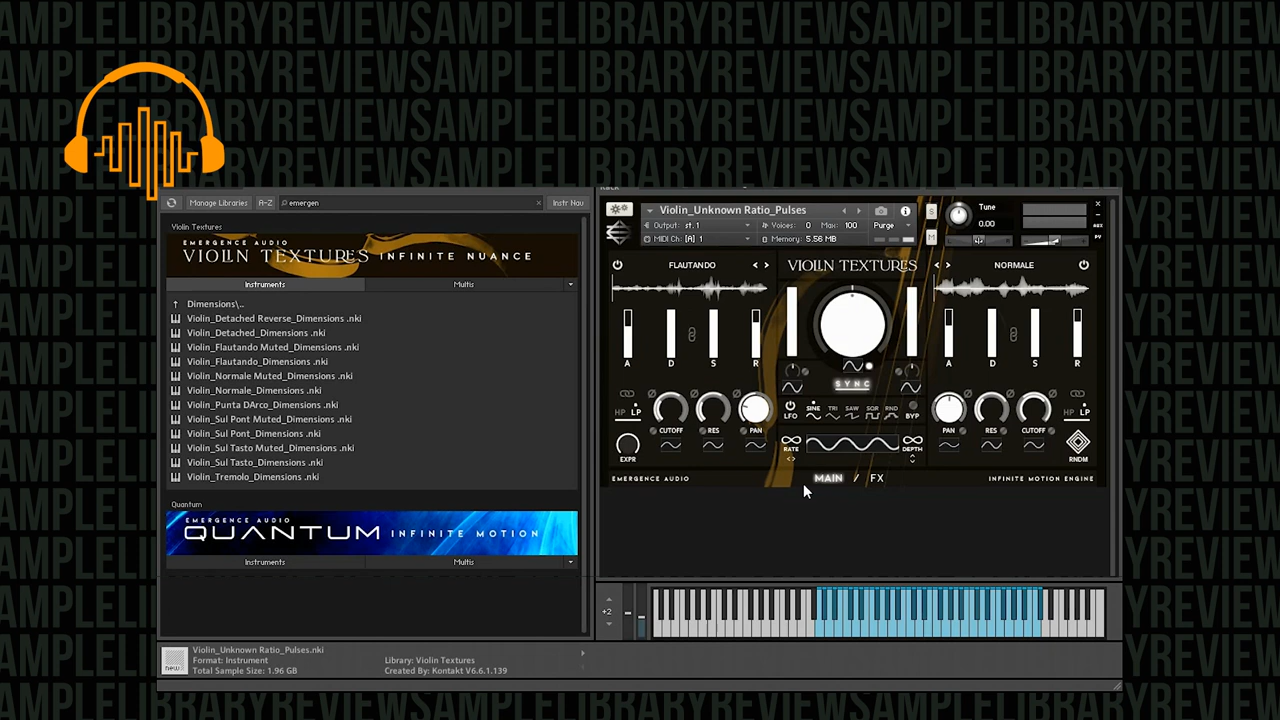 SAMPLELIBRARYREVIEWSAMPLELIBRARYREVIEWSAMPLELIBRARYREVIEW
Manage Libraries
A-Z
emergen
Instr Nav
Violin Textures
EMERGENCE AUDIO
VIOLIN TEXTURES INFINITE NUANCE
Instruments
Multis
Dimensions\..
Violin_Detached Reverse_Dimensions .nki
Violin_Detached_Dimensions .nki
Violin_Flautando Muted_Dimensions .nki
Violin_Flautando_Dimensions .nki
Violin_Normale Muted_Dimensions .nki
Violin_Normale_Dimensions .nki
Violin_Punta DArco_Dimensions .nki
Violin_Sul Pont Muted_Dimensions .nki
Violin_Sul Pont_Dimensions .nki
Violin_Sul Tasto Muted_Dimensions .nki
Violin_Sul Tasto_Dimensions .nki
Violin_Tremolo_Dimensions .nki
Quantum
EMERGENCE AUDIO
QUANTUM INFINITE MOTION
Instruments
Multis
Violin_Unknown Ratio_Pulses
Output: st.1
Voices: 0 Max: 100
Purge
MIDI Ch: [A] 1
Memory: 5.56 MB
S
M
Tune
0.00
FLAUTANDO
VIOLIN TEXTURES
NORMALE
A D S R
A D S R
SYNC
HP LP
CUTOFF
RES
PAN
LFO
SINE
TRI
SAW
SQR
RND
BYP
PAN
RES
CUTOFF
HP LP
EXPR
RATE
DEPTH
RNDM
EMERGENCE AUDIO
MAIN / FX
INFINITE MOTION ENGINE
+2
new
Violin_Unknown Ratio_Pulses.nki
Format: Instrument
Total Sample Size: 1.96 GB
Library: Violin Textures
Created By: Kontakt V6.6.1.139